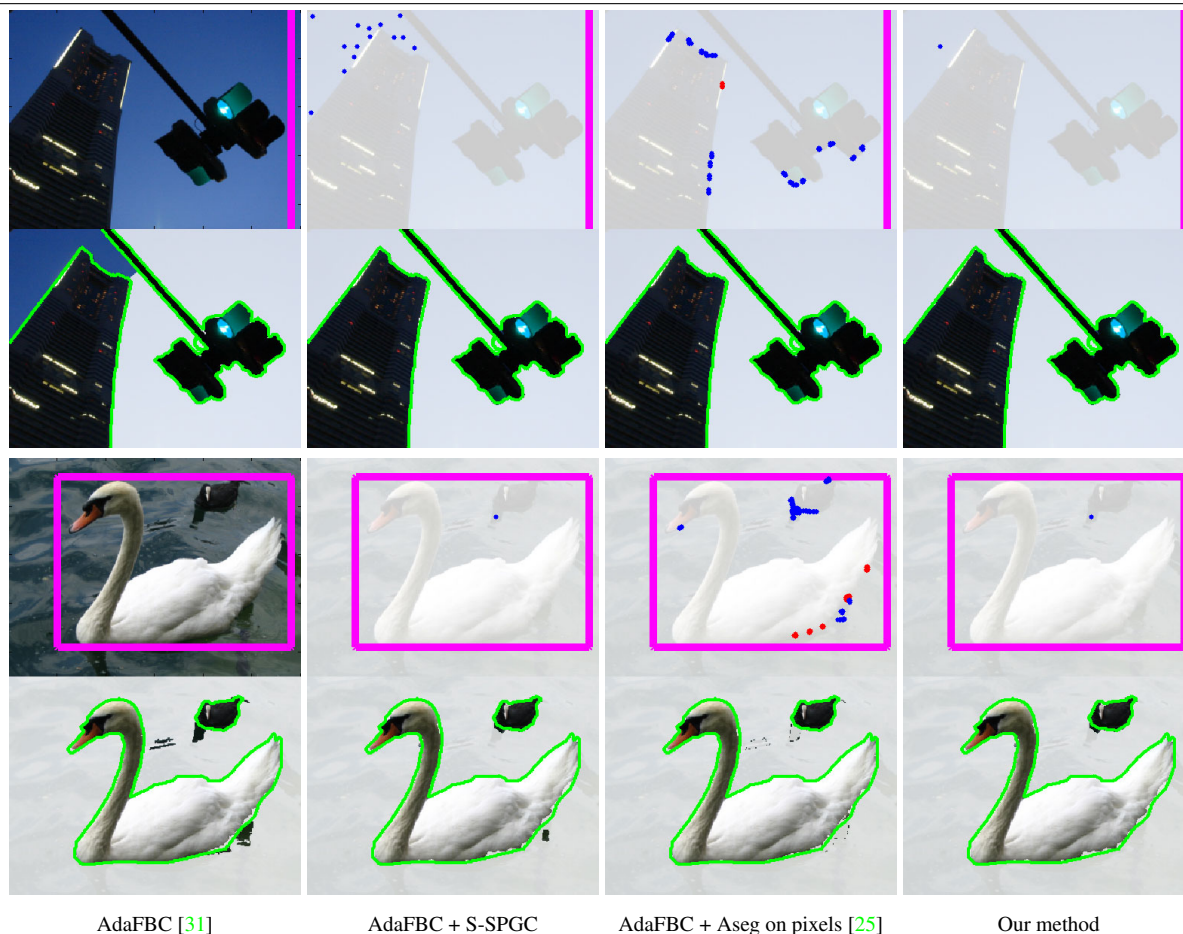 AdaFBC [31] AdaFBC + S-SPGC AdaFBC + Aseg on pixels [25] Our method